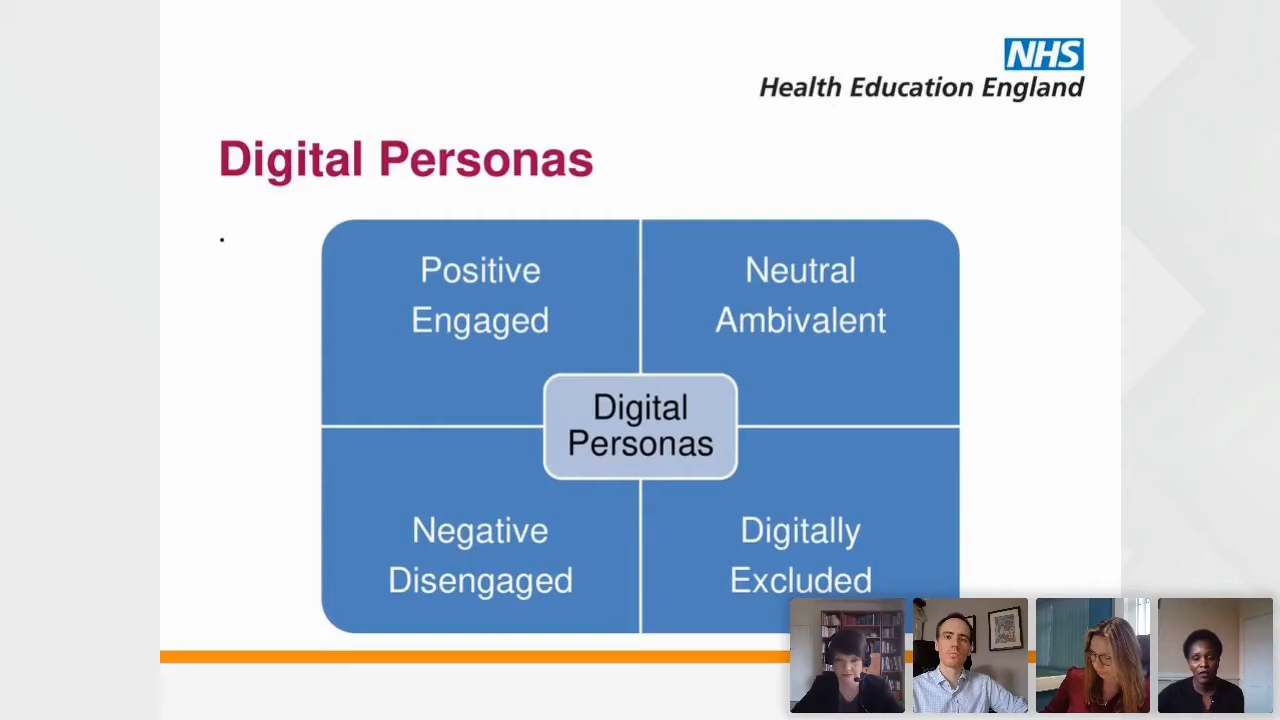 NHS
Health Education England
Digital Personas
.
Positive
Engaged
Neutral
Ambivalent
Digital
Personas
Negative
Disengaged
Digitally
Excluded